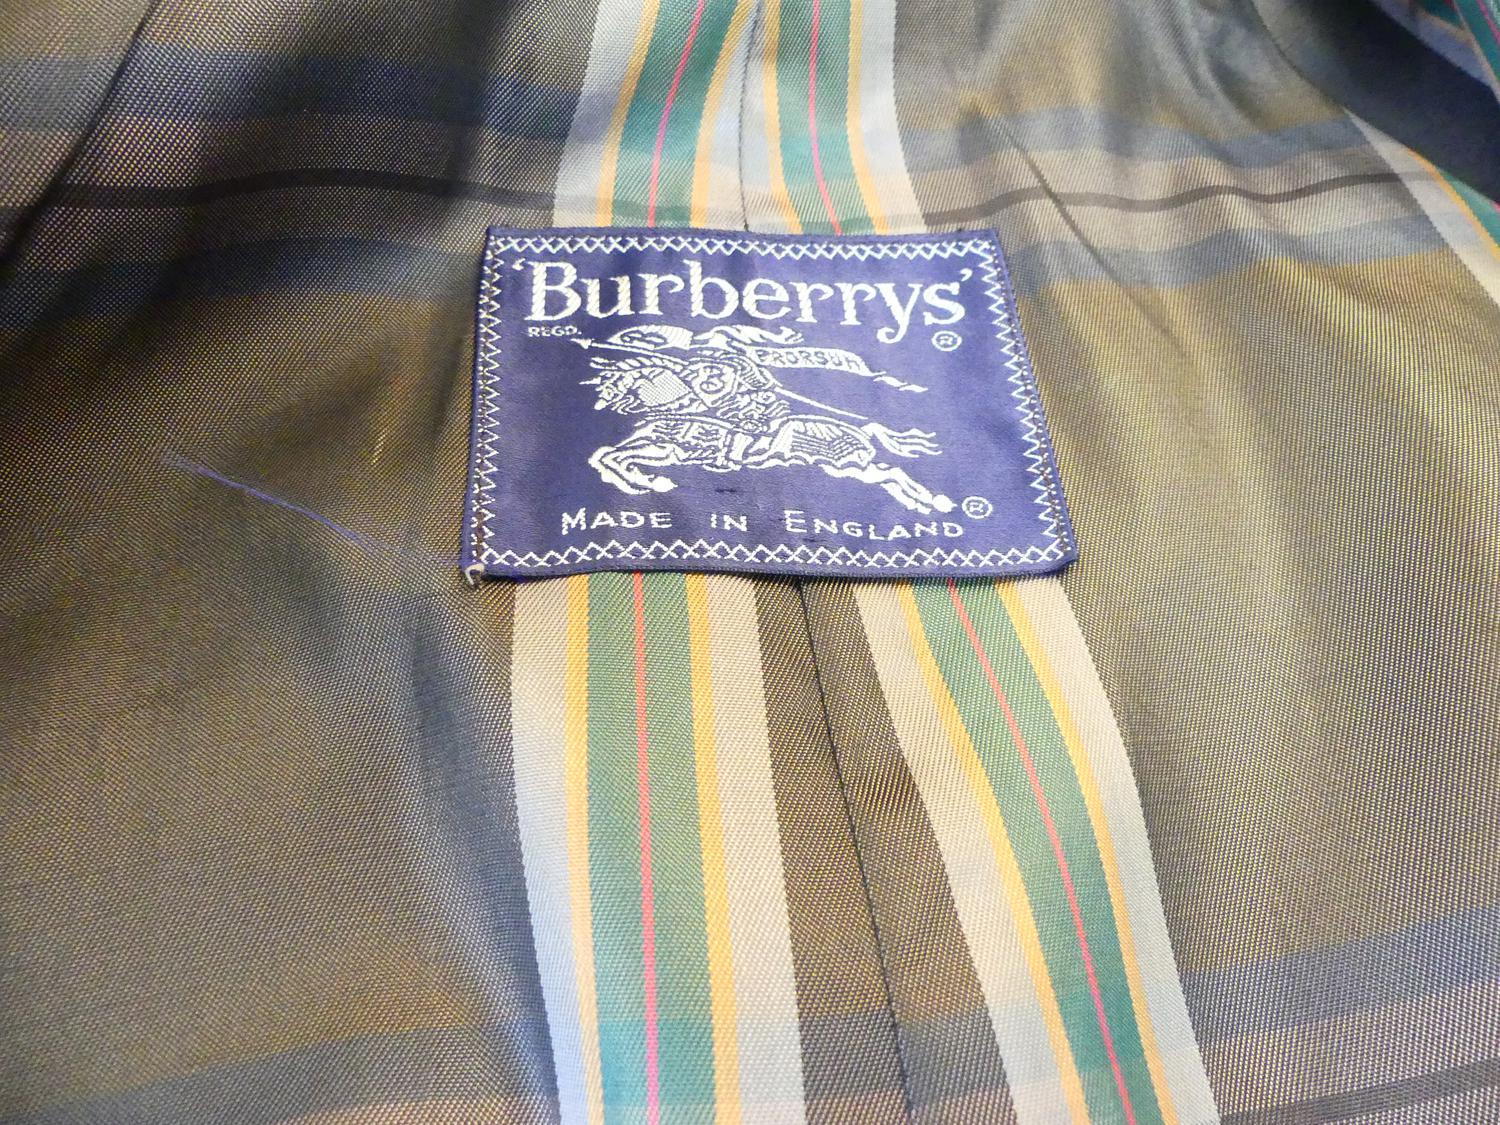 'Burberrys'
REGD.
®
PRORSUM
®
MADE IN ENGLAND